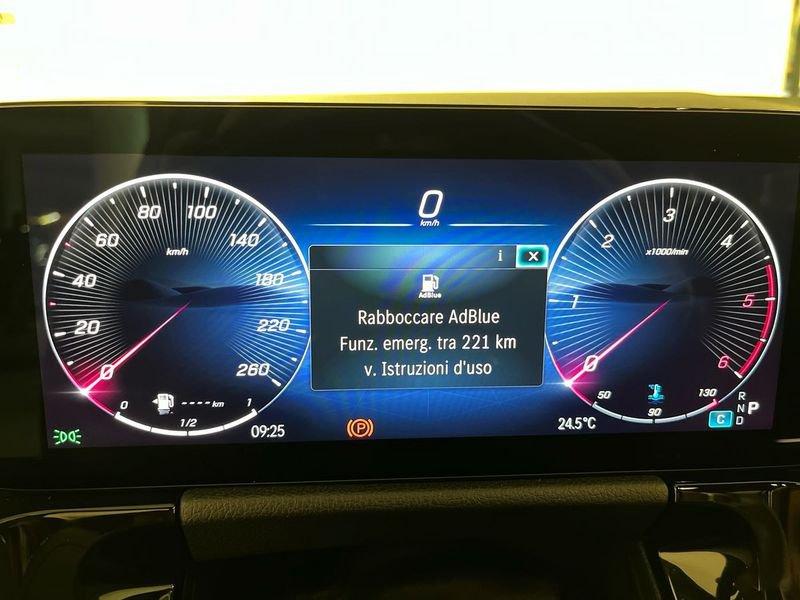 0
km/h
0
20
40
60
80
100
140
180
220
260
km/h
i
AdBlue
Rabboccare AdBlue
Funz. emerg. tra 221 km
v. Istruzioni d'uso
0
1
2
3
4
5
6
x1000/min
0
----km
1
1/2
50
90
130
R
N
D
P
C
09:25
P
24.5°C